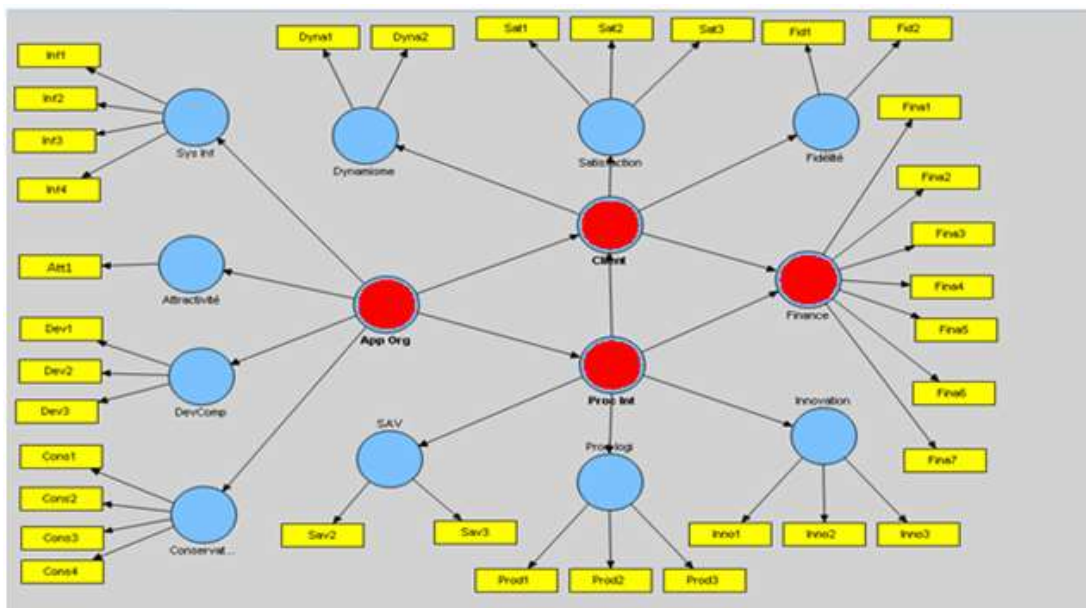 Inf1
Inf2
Inf3
Inf4
Sys Inf
Dyna1
Dyna2
Dynamisme
Sat1
Sat2
Sat3
Satisfaction
Fid1
Fid2
Fidélité
Att1
Attractivité
Client
Fina1
Fina2
Fina3
Fina4
Fina5
Fina6
Fina7
Finance
App Org
Dev1
Dev2
Dev3
DevComp
Proc Int
Cons1
Cons2
Cons3
Cons4
Conservat...
SAV
Sav2
Sav3
Prod1
Prod2
Prod3
Innovation
Inno1
Inno2
Inno3